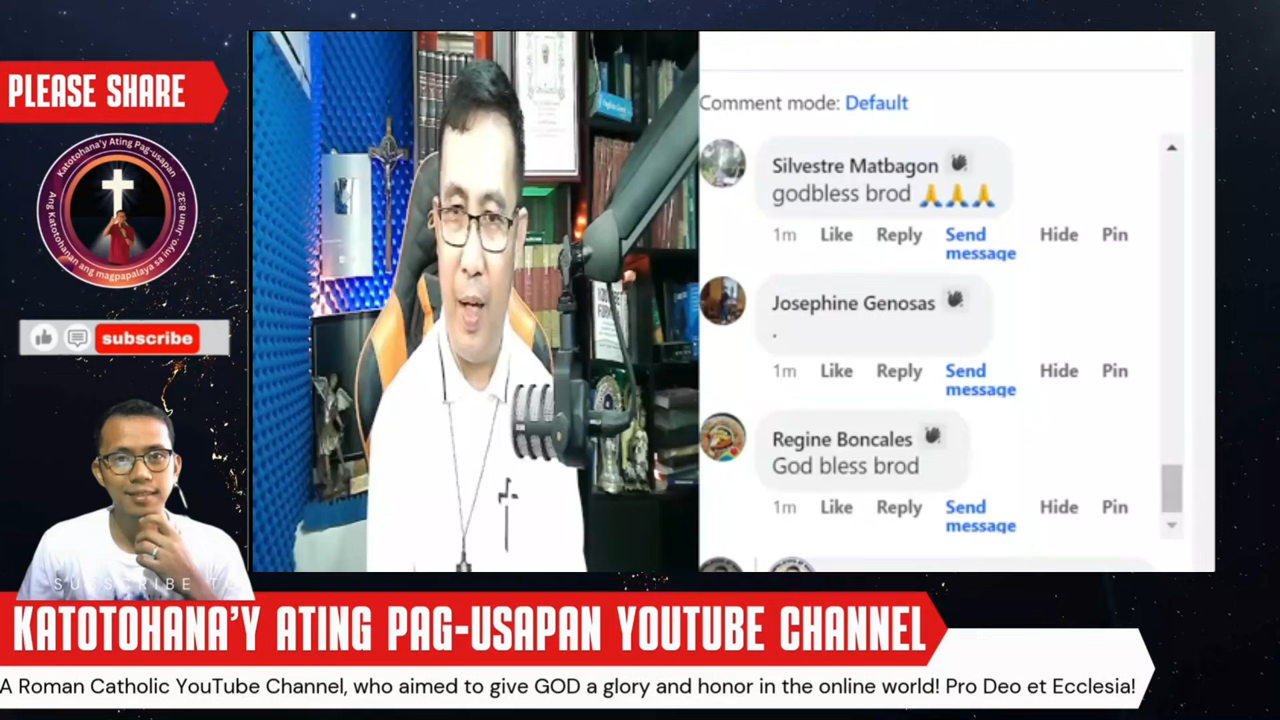 PLEASE SHARE
Katotohana'y Ating Pag-usapan
Ang Katotohanan ang magpapalaya sa inyo. Juan 8:32
subscribe
Comment mode: Default
Silvestre Matbagon
godbless brod 🙏🙏🙏
1m Like Reply Send message Hide Pin
Josephine Genosas
.
1m Like Reply Send message Hide Pin
Regine Boncales
God bless brod
1m Like Reply Send message Hide Pin
SUBSCRIBE
KATOTOHANA'Y ATING PAG-USAPAN YOUTUBE CHANNEL
A Roman Catholic YouTube Channel, who aimed to give GOD a glory and honor in the online world! Pro Deo et Ecclesia!